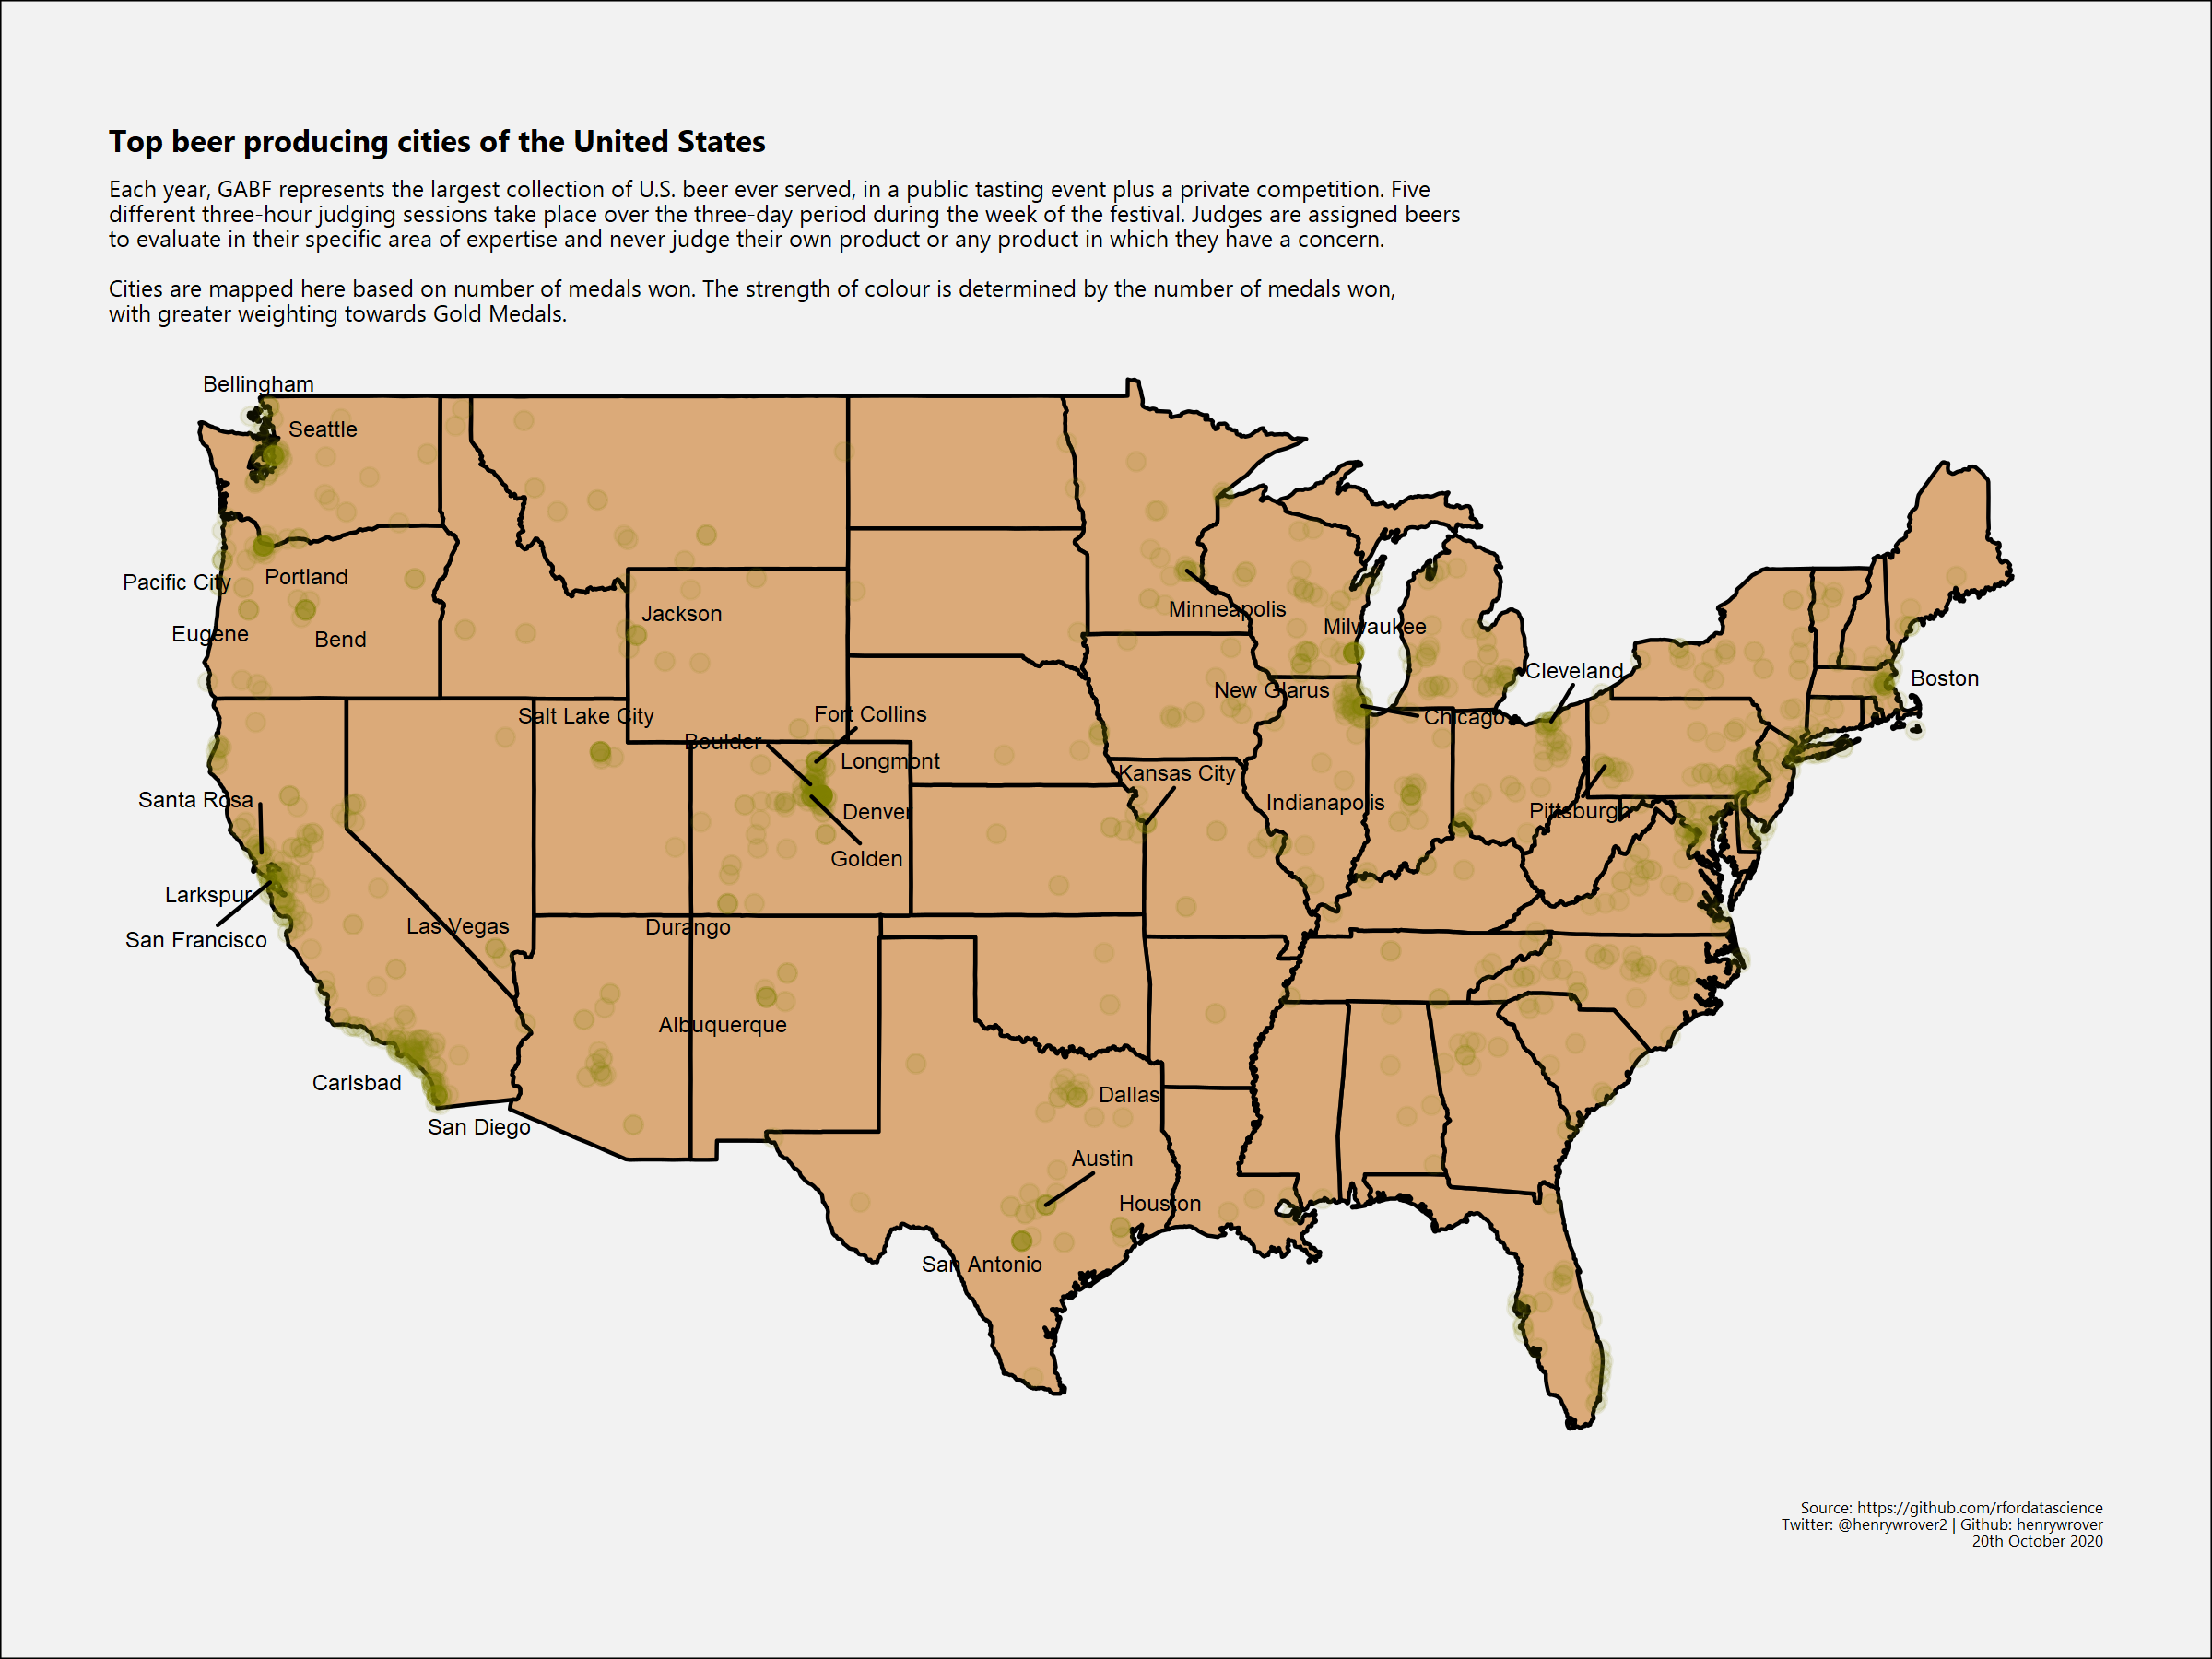 Top beer producing cities of the United States
Each year, GABF represents the largest collection of U.S. beer ever served, in a public tasting event plus a private competition. Five
different three-hour judging sessions take place over the three-day period during the week of the festival. Judges are assigned beers
to evaluate in their specific area of expertise and never judge their own product or any product in which they have a concern.
Cities are mapped here based on number of medals won. The strength of colour is determined by the number of medals won,
with greater weighting towards Gold Medals.
Bellingham
Seattle
Pacific City
Portland
Eugene
Bend
Jackson
Minneapolis
Milwaukee
Cleveland
Boston
New Glarus
Chicago
Salt Lake City
Fort Collins
Boulder
Longmont
Kansas City
Santa Rosa
Denver
Indianapolis
Pittsburgh
Golden
Larkspur
San Francisco
Las Vegas
Durango
Albuquerque
Carlsbad
San Diego
Dallas
Austin
Houston
San Antonio
Source: https://github.com/rfordatascience
Twitter: @henrywrover2 | Github: henrywrover
20th October 2020